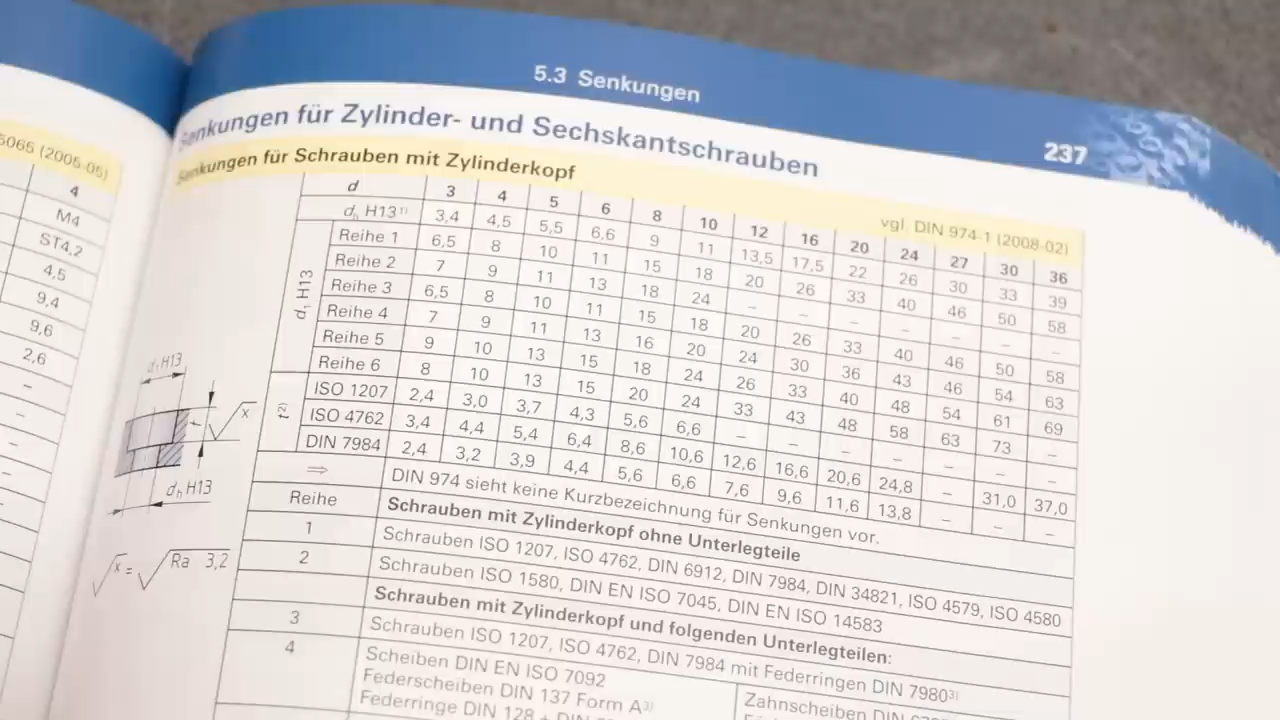 (2005-05)
4
M4
ST4,2
4,5
9,4
9,6
2,6
–
–
–
–
5.3 Senkungen
237
Senkungen für Zylinder- und Sechskantschrauben
Senkungen für Schrauben mit Zylinderkopf
vgl. DIN 974-1 (2008-02)
d 3 4 5 6 8 10 12 16 20 24 27 30 36
dh H13¹⁾ 3,4 4,5 5,5 6,6 9 11 13,5 17,5 22 26 30 33 39
d1 H13
Reihe 1 6,5 8 10 11 15 18 20 26 33 40 46 50 58
Reihe 2 7 9 11 13 18 24 – – – – – – –
Reihe 3 6,5 8 10 11 15 18 20 26 33 40 46 50 58
Reihe 4 7 9 11 13 16 20 24 30 36 43 46 54 63
Reihe 5 9 10 13 15 18 24 26 33 40 48 54 61 69
Reihe 6 8 10 13 15 20 24 33 43 48 58 63 73 –
t²⁾
ISO 1207 2,4 3,0 3,7 4,3 5,6 6,6 – – – – – – –
ISO 4762 3,4 4,4 5,4 6,4 8,6 10,6 12,6 16,6 20,6 24,8 – 31,0 37,0
DIN 7984 2,4 3,2 3,9 4,4 5,6 6,6 7,6 9,6 11,6 13,8 – – –
⇒ DIN 974 sieht keine Kurzbezeichnung für Senkungen vor.
d1 H13
t
x
dh H13
x = Ra 3,2
Reihe Schrauben mit Zylinderkopf ohne Unterlegteile
1 Schrauben ISO 1207, ISO 4762, DIN 6912, DIN 7984, DIN 34821, ISO 4579, ISO 4580
2 Schrauben ISO 1580, DIN EN ISO 7045, DIN EN ISO 14583
Schrauben mit Zylinderkopf und folgenden Unterlegteilen:
3 Schrauben ISO 1207, ISO 4762, DIN 7984 mit Federringen DIN 7980³⁾
4 Scheiben DIN EN ISO 7092
Federscheiben DIN 137 Form A³⁾
Federringe DIN 128 + DIN
Zahnscheiben DIN